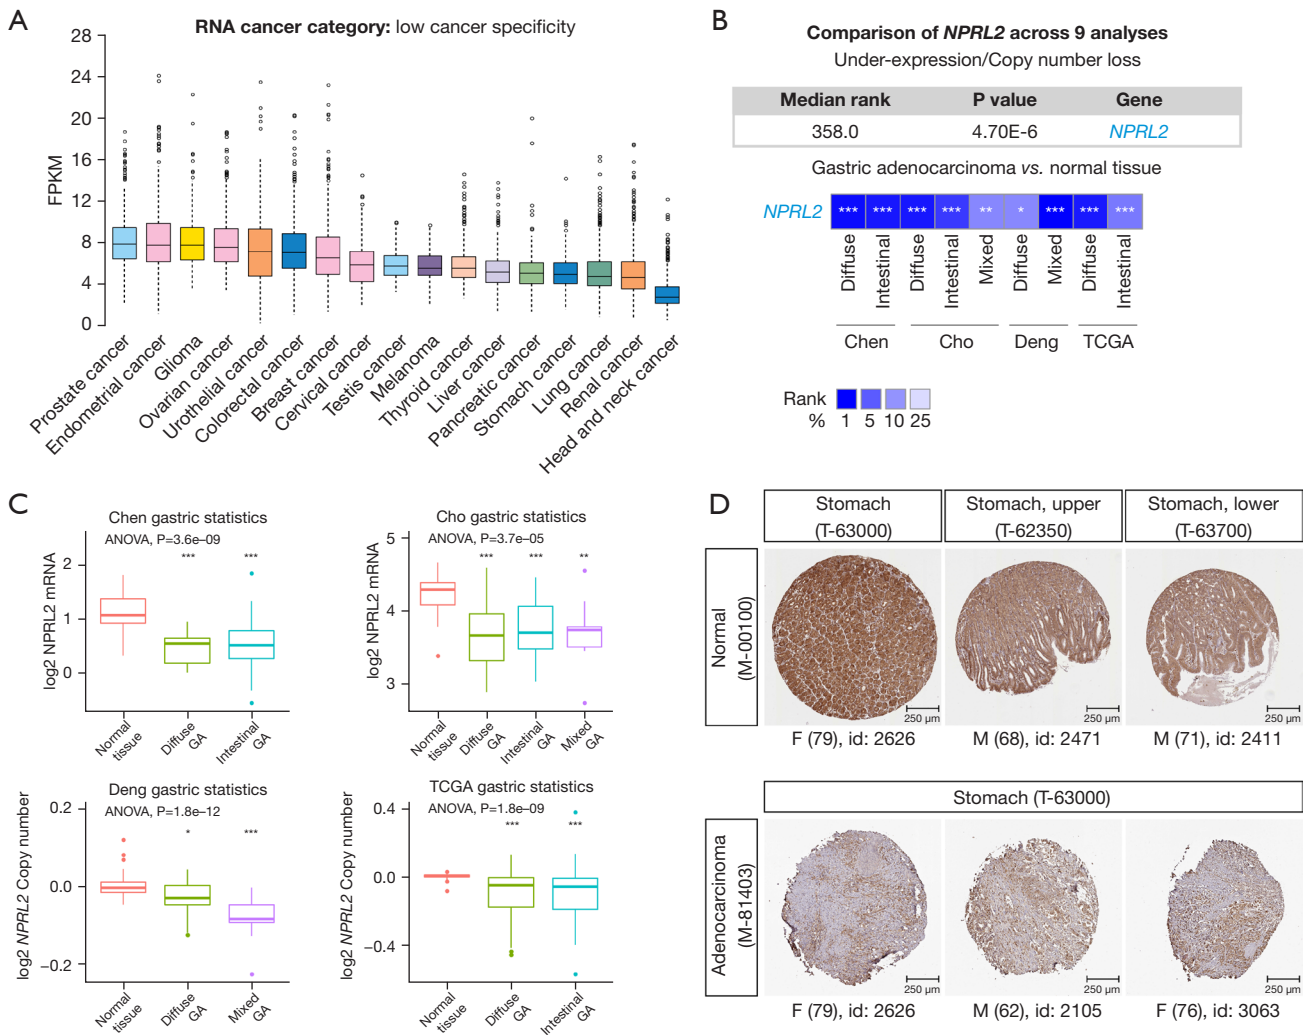 A
RNA cancer category: low cancer specificity
FPKM
28
24
20
16
12
8
4
0
Prostate cancer
Endometrial cancer
Glioma
Ovarian cancer
Urothelial cancer
Colorectal cancer
Breast cancer
Cervical cancer
Testis cancer
Melanoma
Thyroid cancer
Liver cancer
Pancreatic cancer
Stomach cancer
Lung cancer
Renal cancer
Head and neck cancer
B
Comparison of NPRL2 across 9 analyses
Under-expression/Copy number loss
Median rank P value Gene
358.0 4.70E-6 NPRL2
Gastric adenocarcinoma vs. normal tissue
NPRL2 *** *** *** *** ** * *** *** ***
Diffuse Intestinal Diffuse Intestinal Mixed Diffuse Mixed Diffuse Intestinal
Chen Cho Deng TCGA
Rank
% 1 5 10 25
C
Chen gastric statistics
ANOVA, P=3.6e–09
*** ***
log2 NPRL2 mRNA
2
1
0
Normal tissue
Diffuse GA
Intestinal GA
Cho gastric statistics
ANOVA, P=3.7e–05
*** *** **
log2 NPRL2 mRNA
5
4
3
Normal tissue
Diffuse GA
Intestinal GA
Mixed GA
Deng gastric statistics
ANOVA, P=1.8e–12
* ***
log2 NPRL2 Copy number
0.2
0.0
–0.2
Normal tissue
Diffuse GA
Mixed GA
TCGA gastric statistics
ANOVA, P=1.8e–09
*** ***
log2 NPRL2 Copy number
0.4
0.0
–0.4
Normal tissue
Diffuse GA
Intestinal GA
D
Stomach
(T-63000)
Stomach, upper
(T-62350)
Stomach, lower
(T-63700)
Normal
(M-00100)
250 µm 250 µm 250 µm
F (79), id: 2626 M (68), id: 2471 M (71), id: 2411
Stomach (T-63000)
Adenocarcinoma
(M-81403)
250 µm 250 µm 250 µm
F (79), id: 2626 M (62), id: 2105 F (76), id: 3063